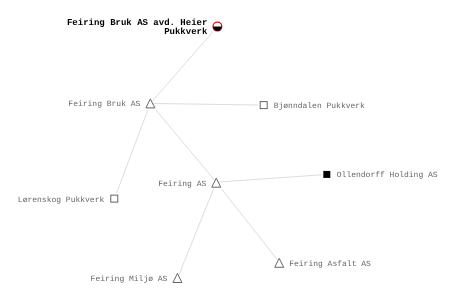 Feiring Bruk AS avd. Heier
Pukkverk
Feiring Bruk AS
Bjønndalen Pukkverk
Ollendorff Holding AS
Feiring AS
Lørenskog Pukkverk
Feiring Asfalt AS
Feiring Miljø AS